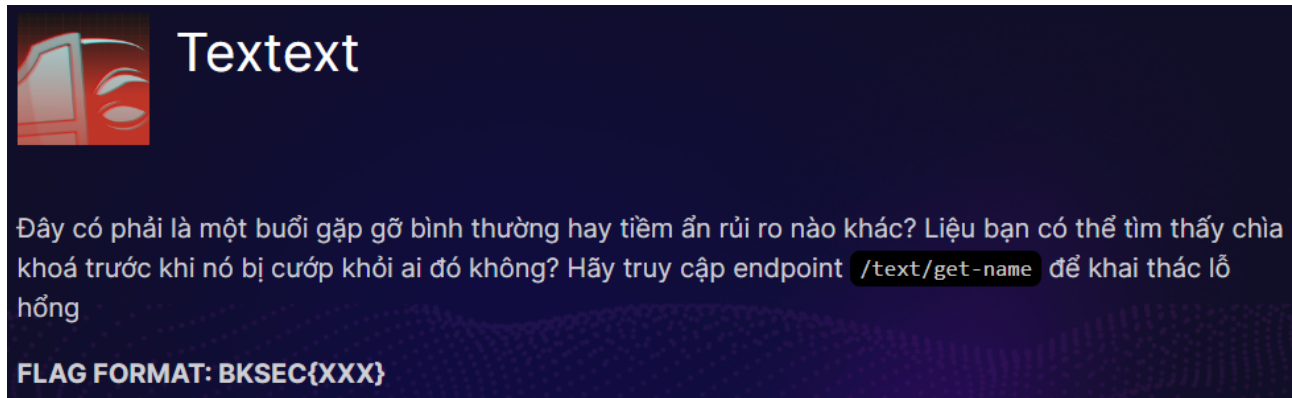 Textext
Đây có phải là một buổi gặp gỡ bình thường hay tiềm ẩn rủi ro nào khác? Liệu bạn có thể tìm thấy chìa
khoá trước khi nó bị cướp khỏi ai đó không? Hãy truy cập endpoint /text/get-name để khai thác lỗ
hổng
FLAG FORMAT: BKSEC{XXX}